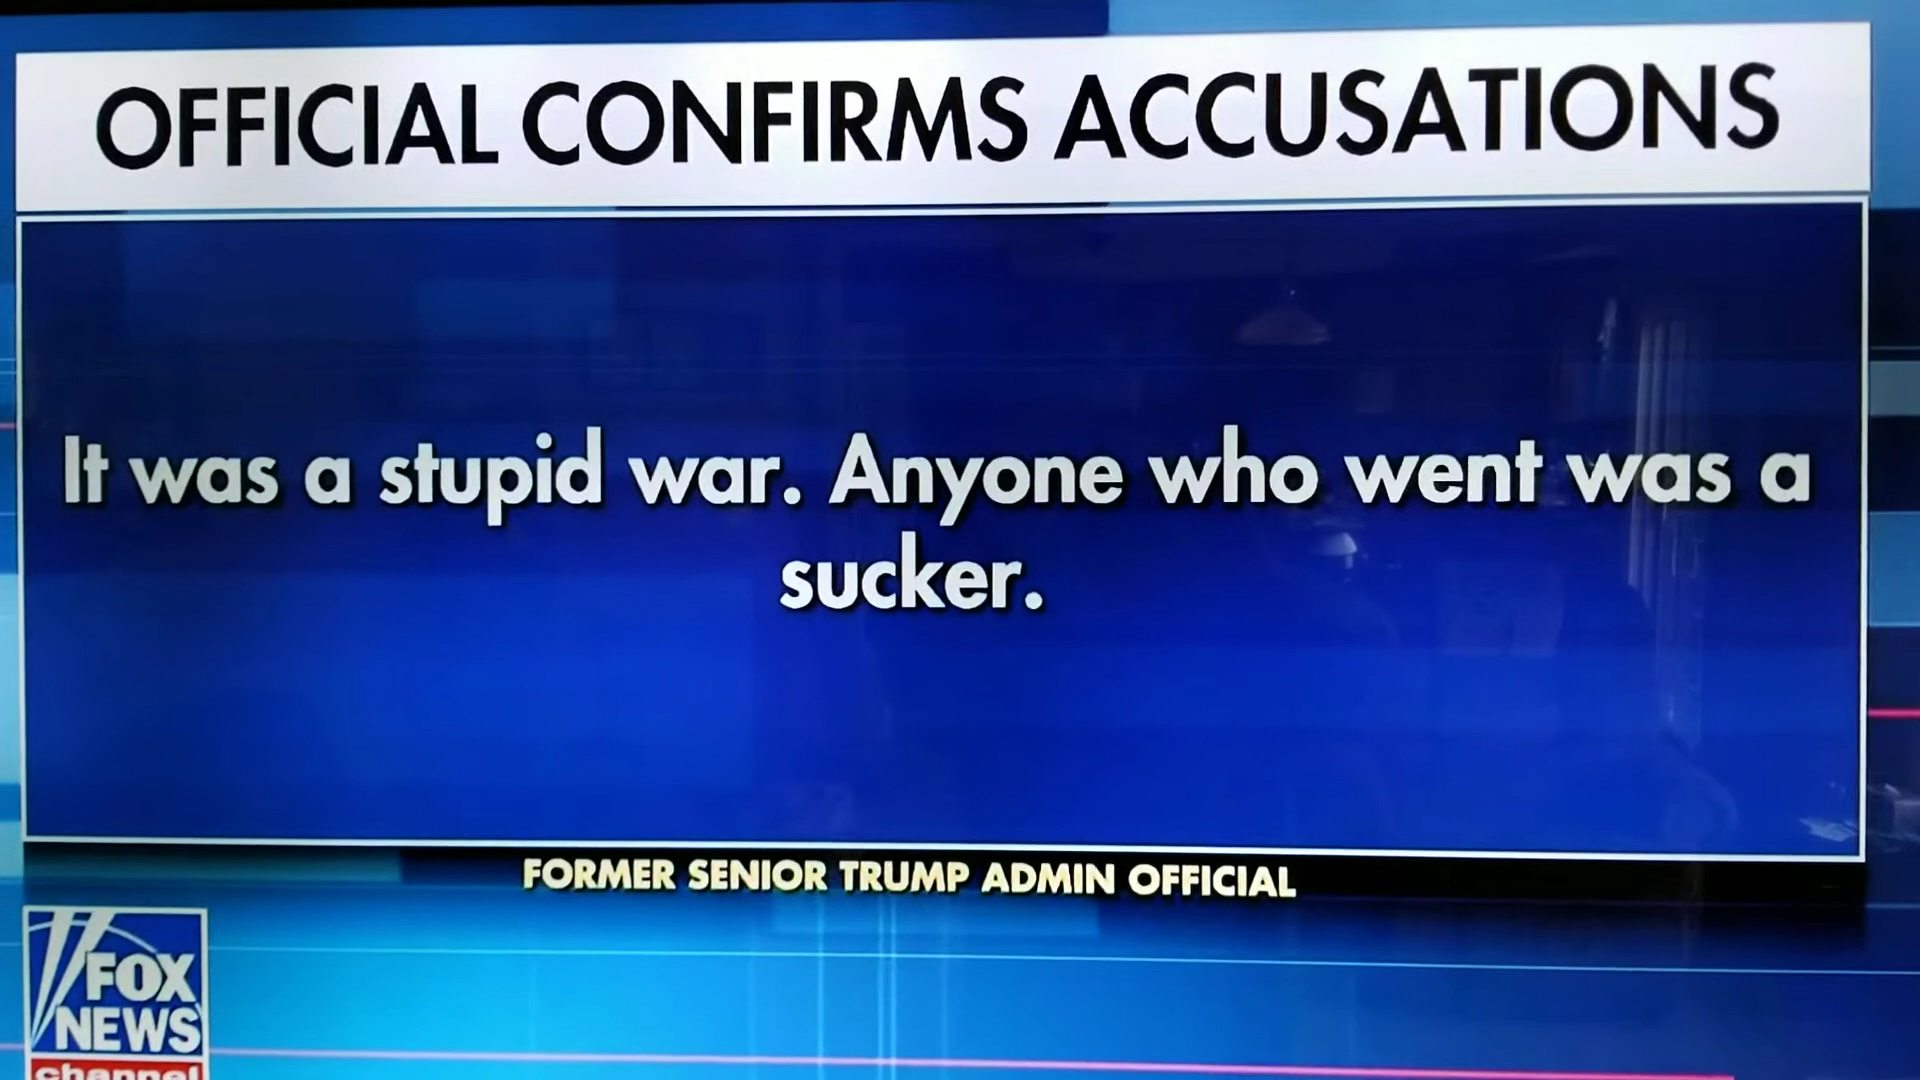 OFFICIAL CONFIRMS ACCUSATIONS
It was a stupid war. Anyone who went was a
sucker.
FORMER SENIOR TRUMP ADMIN OFFICIAL
FOX
NEWS
channel